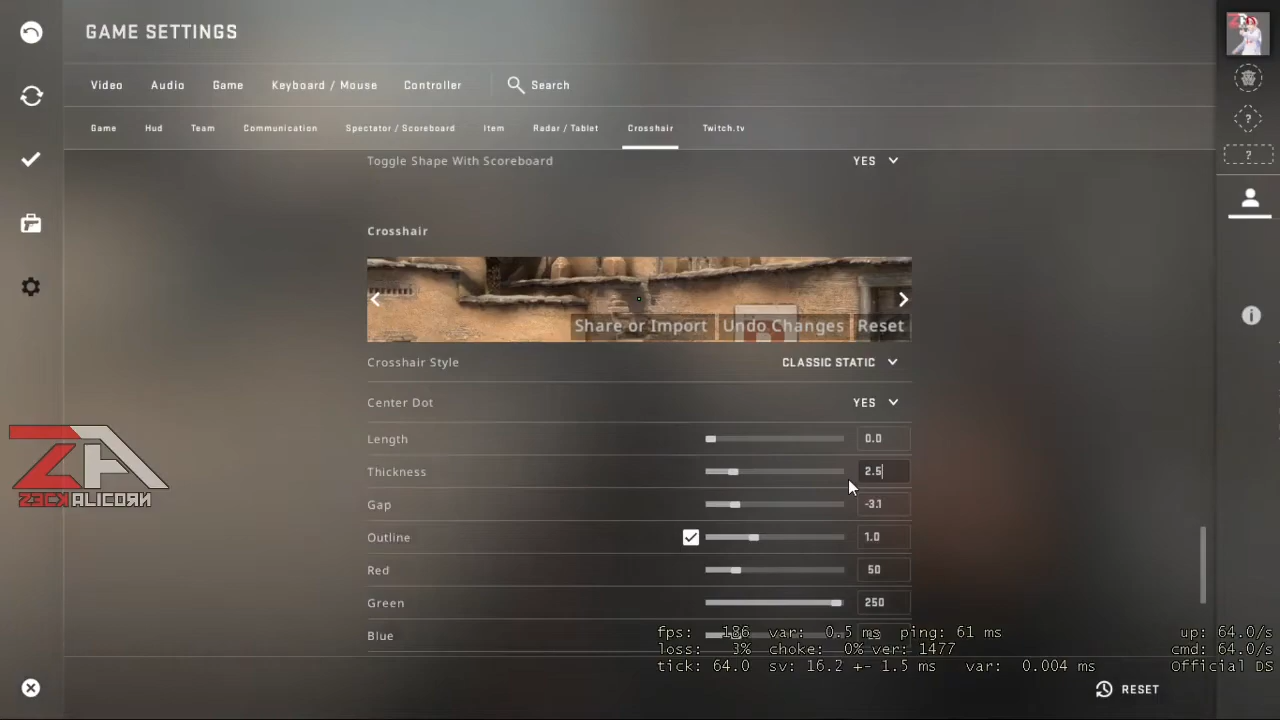 GAME SETTINGS
Video Audio Game Keyboard / Mouse Controller Search
Game Hud Team Communication Spectator / Scoreboard Item Radar / Tablet Crosshair Twitch.tv
Toggle Shape With Scoreboard YES
Crosshair
Share or Import Undo Changes Reset
Crosshair Style CLASSIC STATIC
Center Dot YES
Length 0.0
Thickness 2.5
Gap -3.1
Outline 1.0
Red 50
Green 250
Blue
ZA
ZECK ALICORN
fps: 186 var: 0.5 ms ping: 61 ms up: 64.0/s
loss: 3% choke: 0% ver: 1477 cmd: 64.0/s
tick: 64.0 sv: 16.2 +- 1.5 ms var: 0.004 ms Official DS
RESET